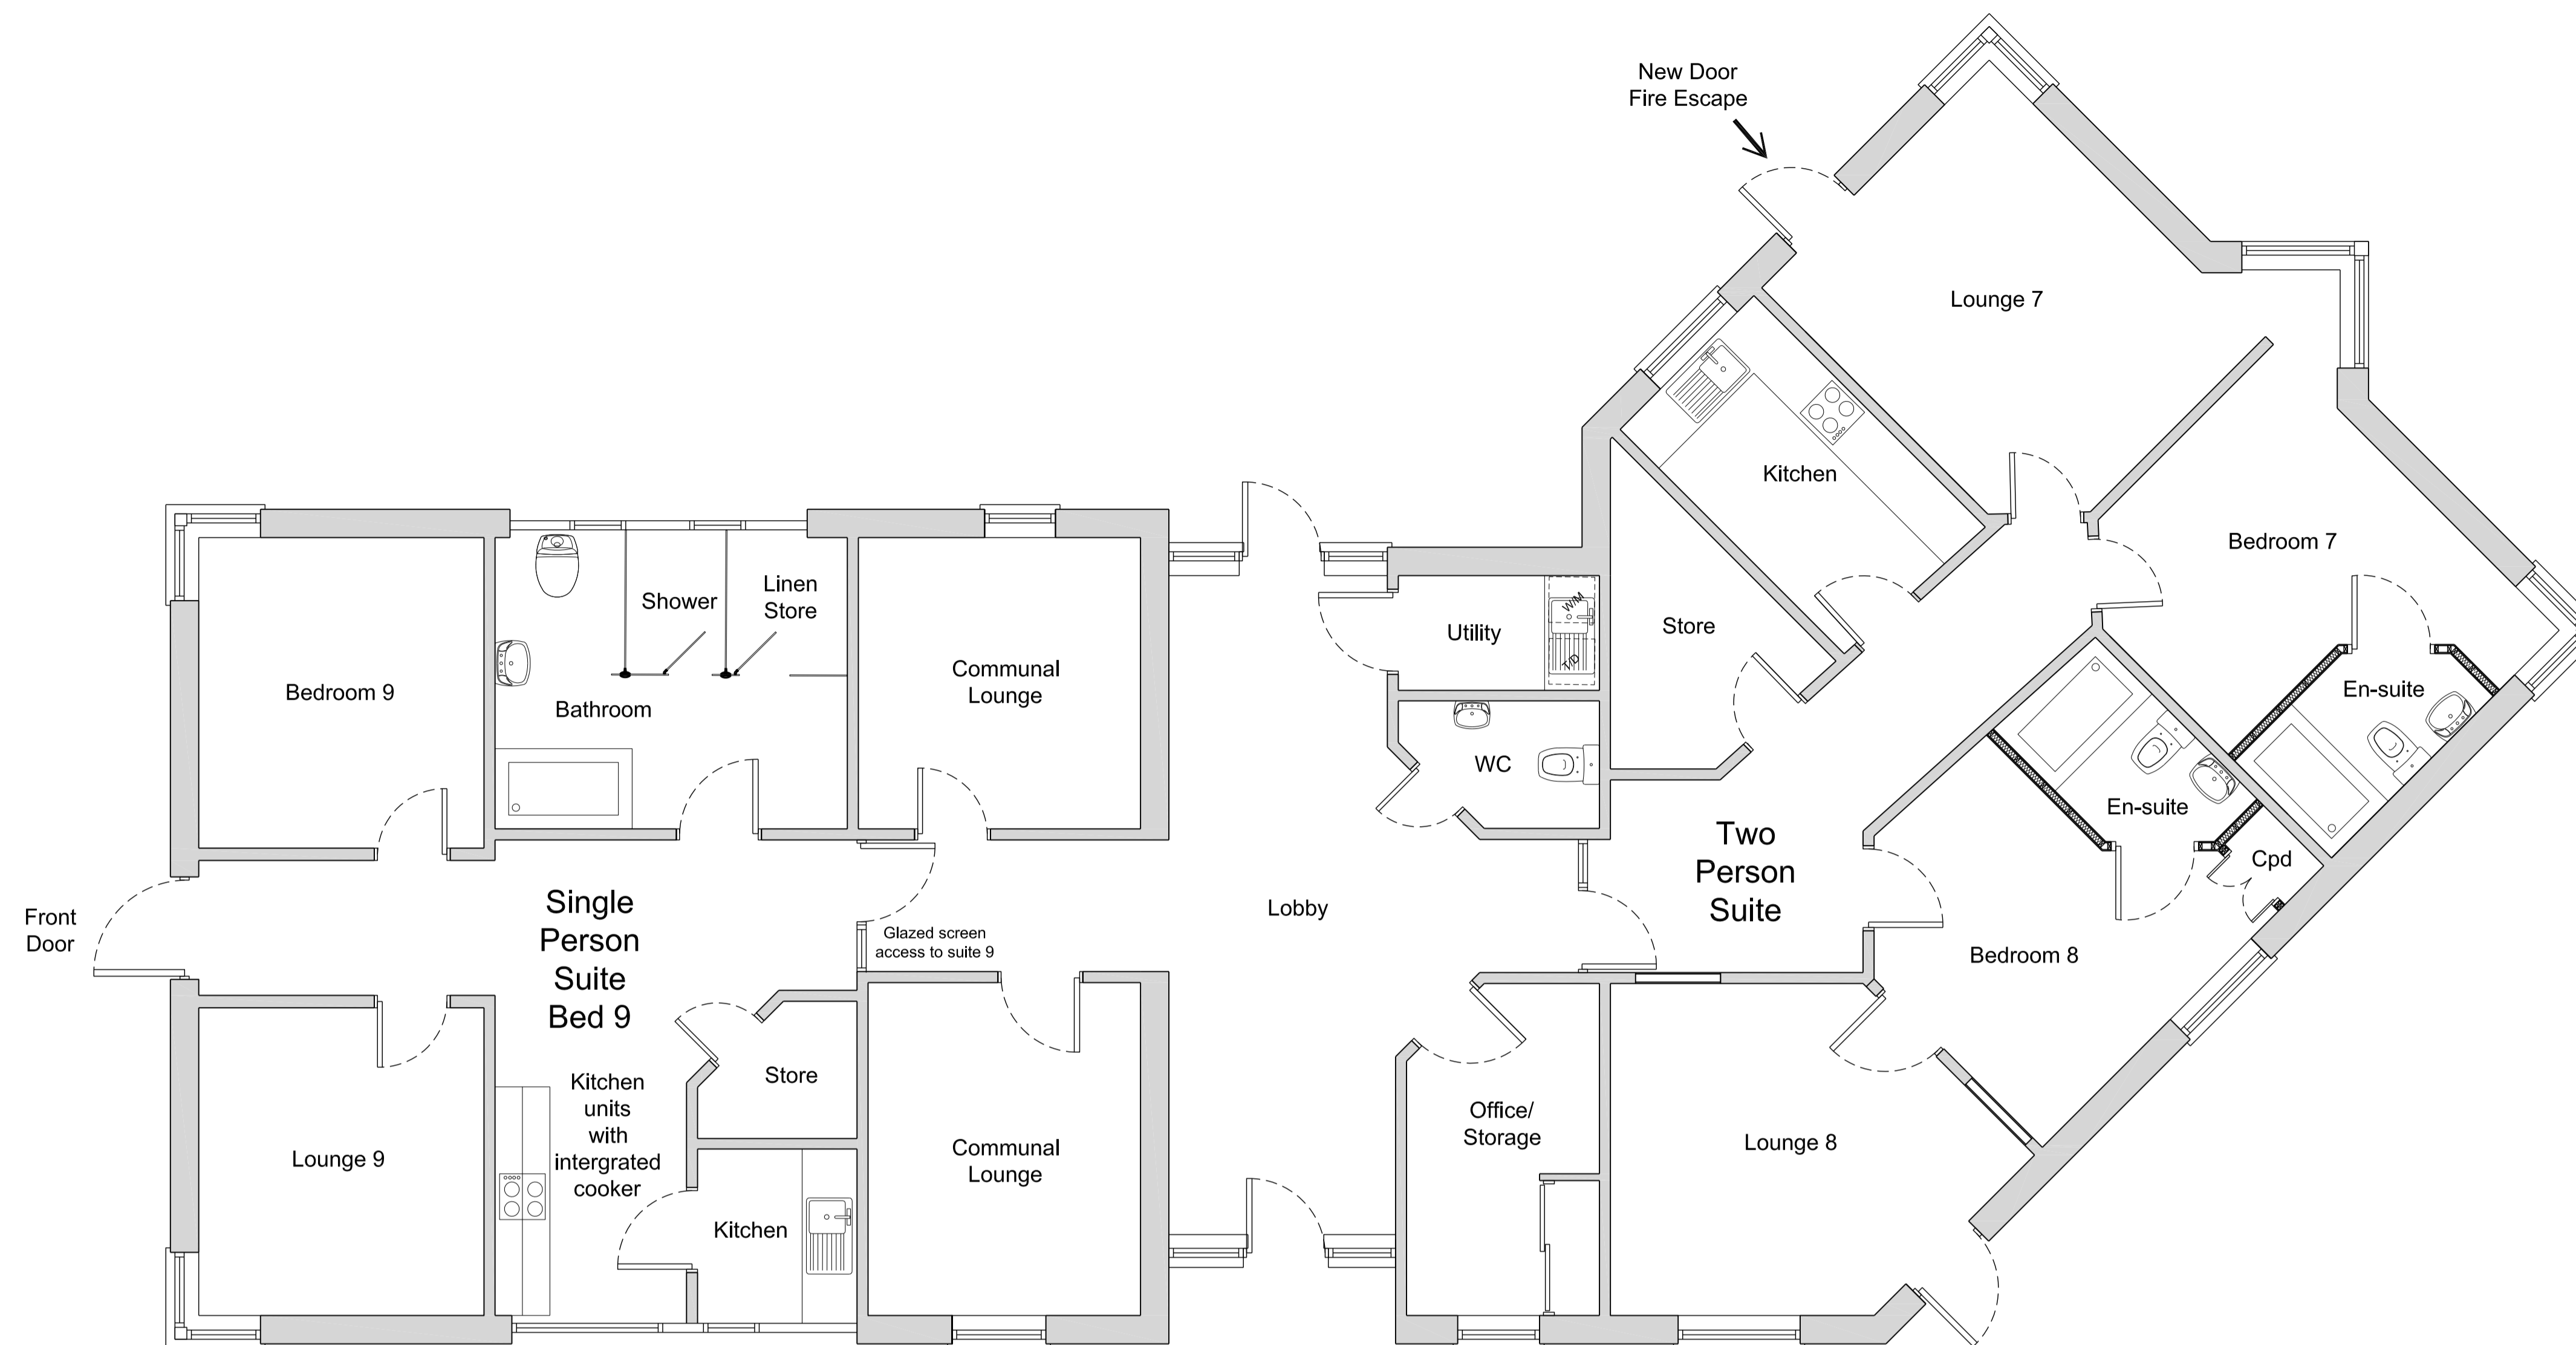 New Door
Fire Escape
Lounge 7
Kitchen
Bedroom 7
Shower
Linen
Store
Utility
W/M
T/D
Store
Communal
Lounge
Bedroom 9
Bathroom
En-suite
WC
En-suite
Two
Person
Suite
Cpd
Front
Door
Single
Person
Suite
Bed 9
Glazed screen
access to suite 9
Lobby
Bedroom 8
Kitchen
units
with
intergrated
cooker
Store
Office/
Storage
Lounge 8
Lounge 9
Communal
Lounge
Kitchen